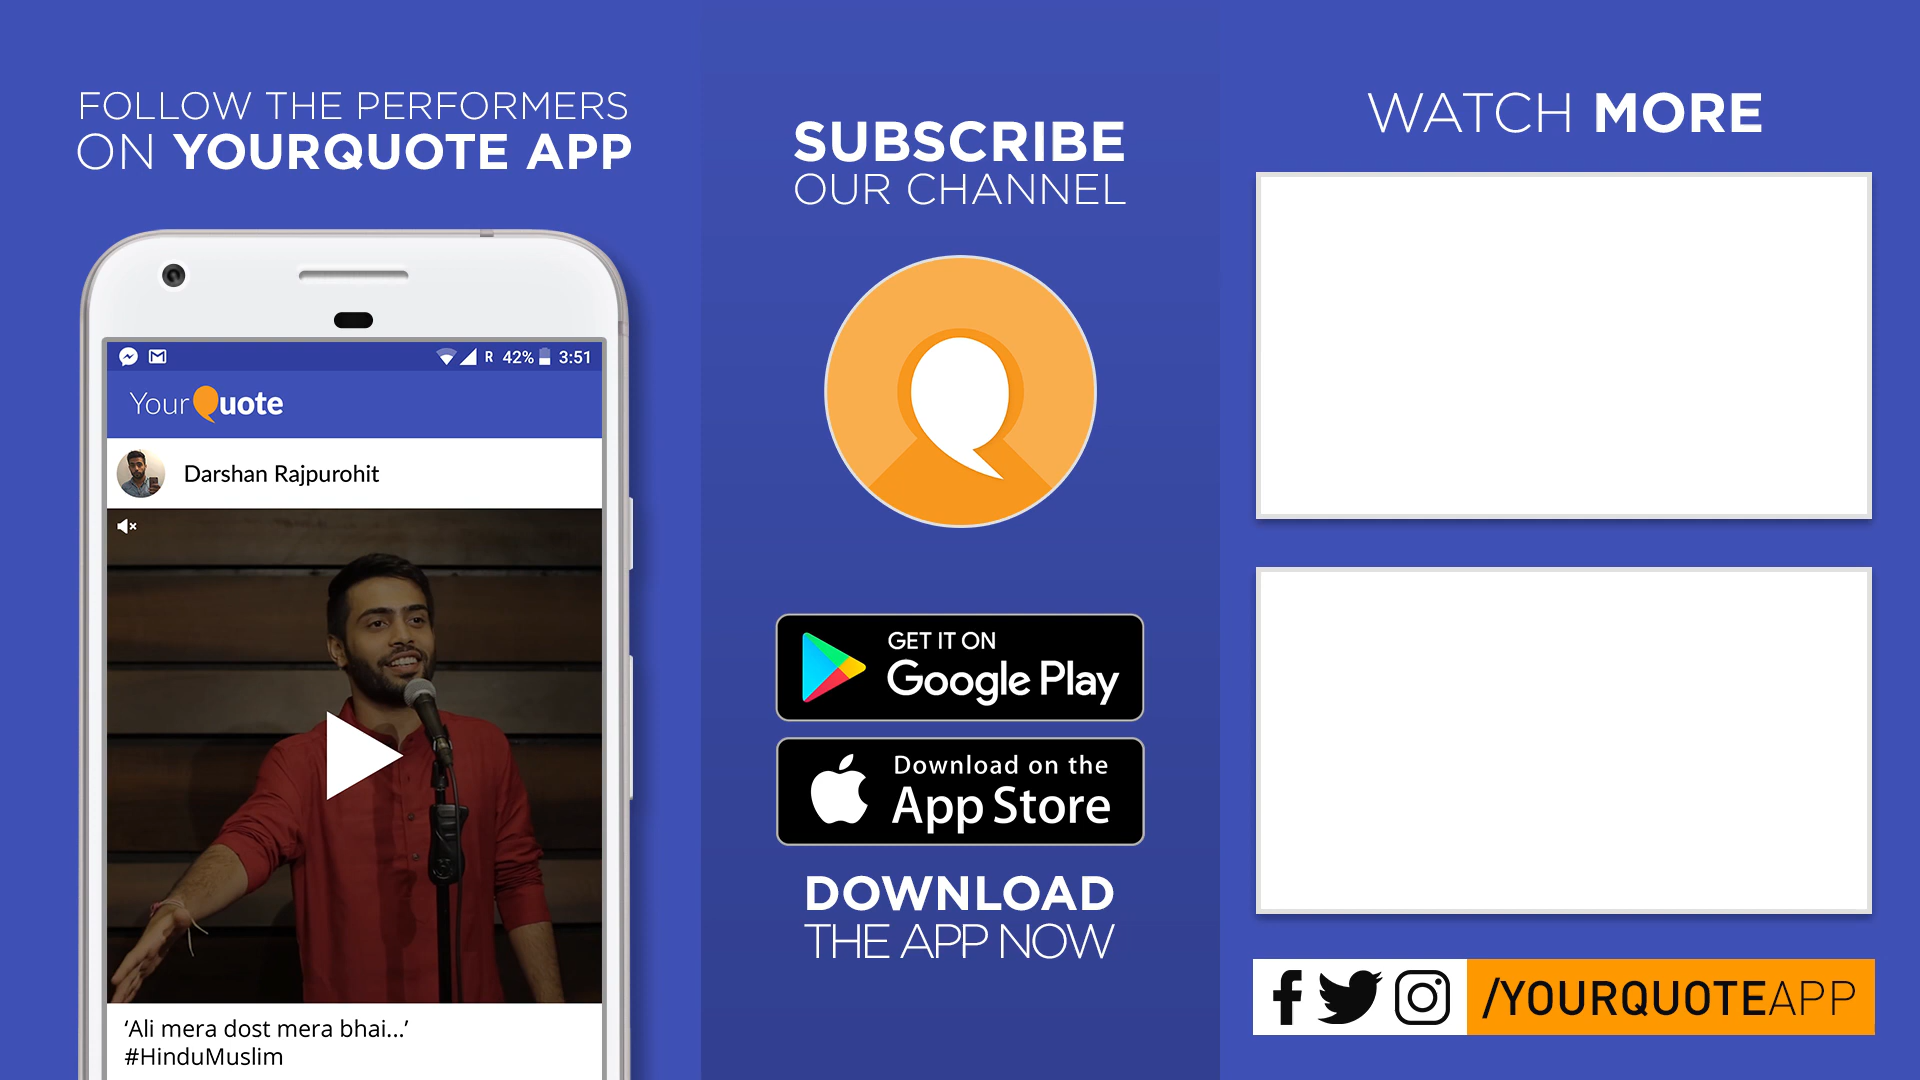 FOLLOW THE PERFORMERS
ON YOURQUOTE APP
R 42% 3:51
YourQuote
Darshan Rajpurohit
‘Ali mera dost mera bhai...’
#HinduMuslim
SUBSCRIBE
OUR CHANNEL
GET IT ON
Google Play
Download on the
App Store
DOWNLOAD
THE APP NOW
WATCH MORE
/YOURQUOTEAPP